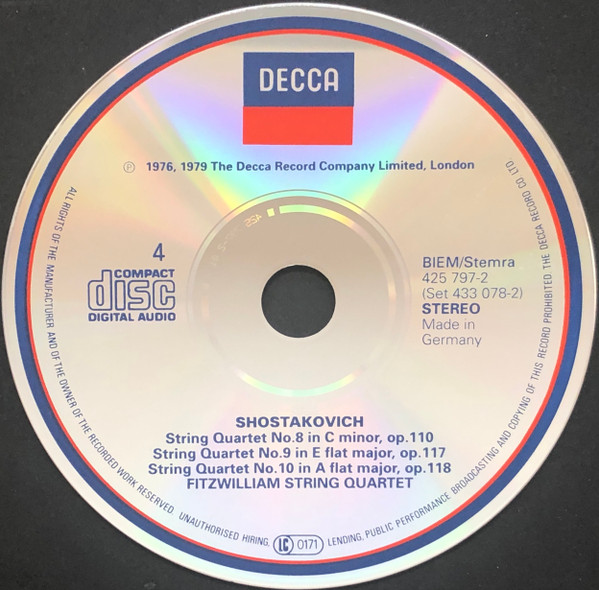 DECCA
Ⓟ 1976, 1979 The Decca Record Company Limited, London
4
COMPACT
disc
DIGITAL AUDIO
BIEM/Stemra
425 797-2
(Set 433 078-2)
STEREO
Made in
Germany
SHOSTAKOVICH
String Quartet No.8 in C minor, op.110
String Quartet No.9 in E flat major, op.117
String Quartet No.10 in A flat major, op.118
FITZWILLIAM STRING QUARTET
ALL RIGHTS OF THE MANUFACTURER AND OF THE OWNER OF THE RECORDED WORK RESERVED. UNAUTHORISED HIRING, LC 0171 LENDING, PUBLIC PERFORMANCE BROADCASTING AND COPYING OF THIS RECORD PROHIBITED THE DECCA RECORD CO LTD